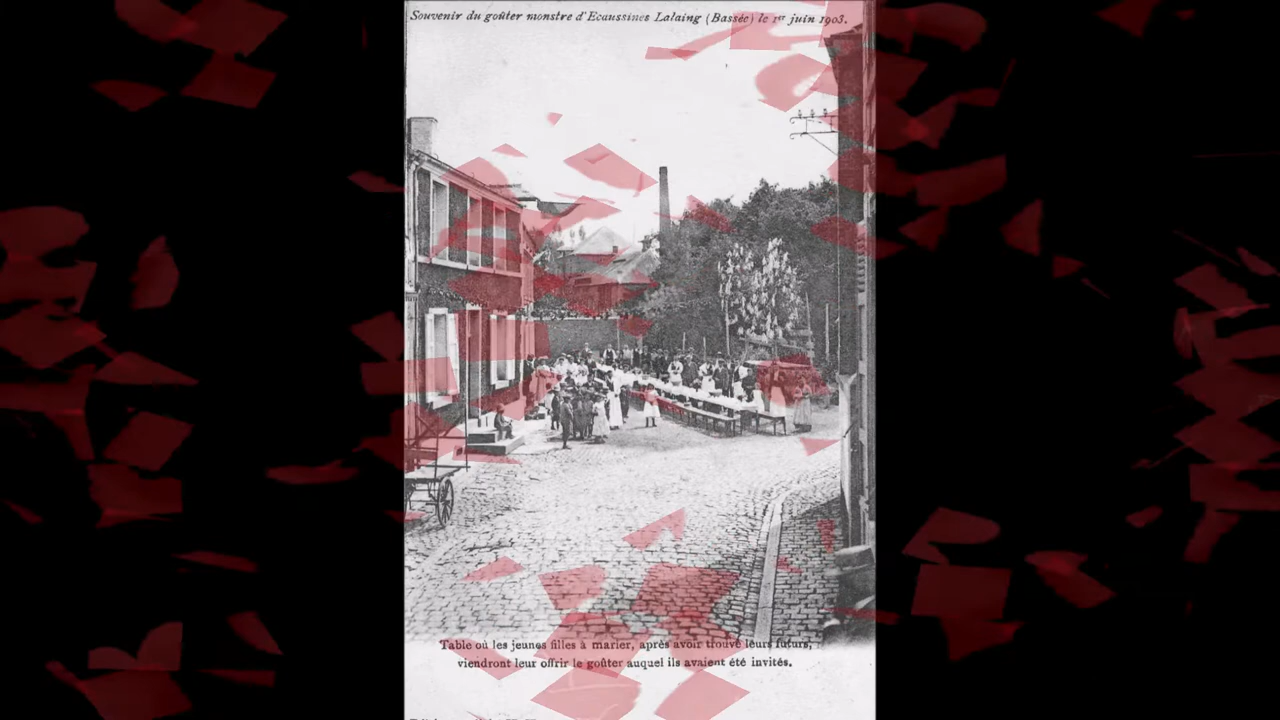 Souvenir du goûter monstre d'Ecaussines Lalaing (Bassée) le 1er juin 1903.
Table où les jeunes filles à marier, après avoir trouvé leurs futurs,
viendront leur offrir le goûter auquel ils avaient été invités.